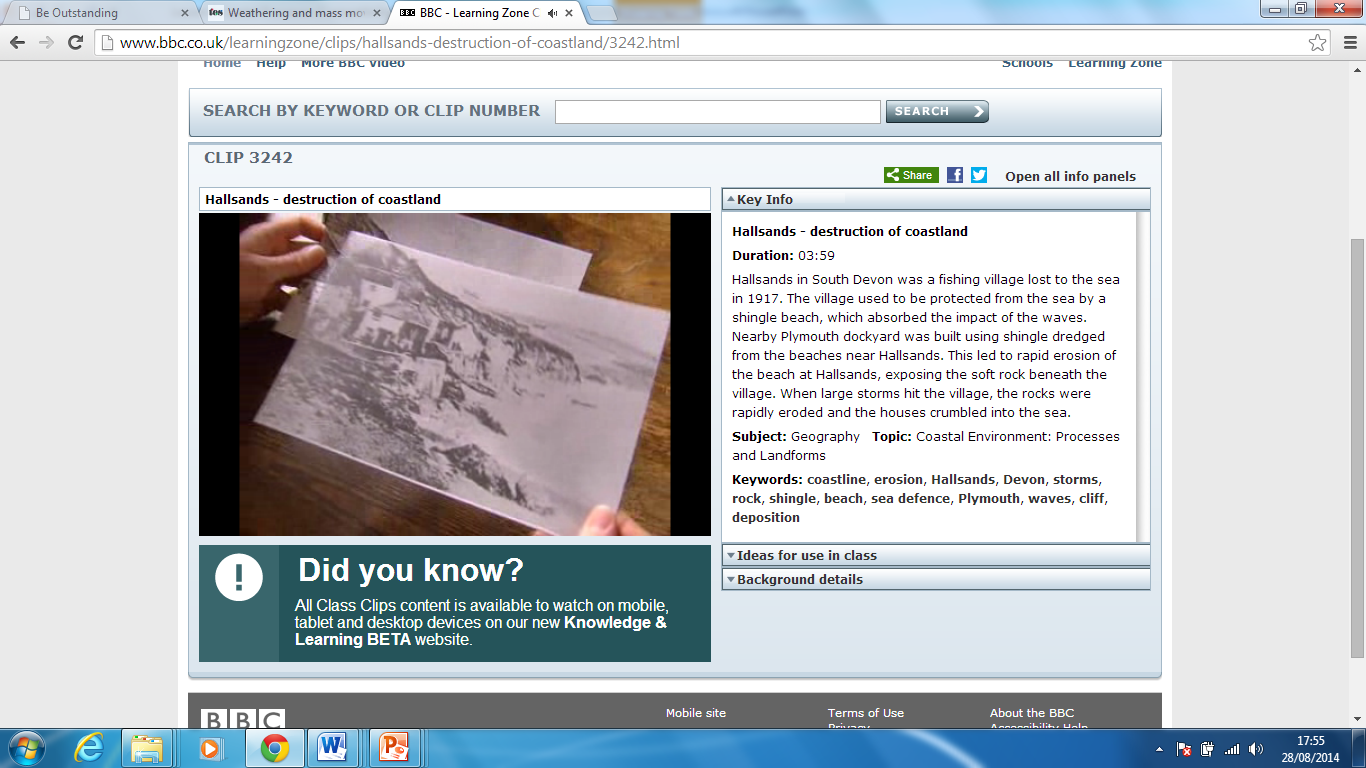 Be Outstanding
Weathering and mass mo
BBC - Learning Zone C
www.bbc.co.uk/learningzone/clips/hallsands-destruction-of-coastland/3242.html
Home Help More BBC Video Schools Learning Zone
SEARCH BY KEYWORD OR CLIP NUMBER SEARCH
CLIP 3242
Share Open all info panels
Hallsands - destruction of coastland
Key Info
Hallsands - destruction of coastland
Duration: 03:59
Hallsands in South Devon was a fishing village lost to the sea
in 1917. The village used to be protected from the sea by a
shingle beach, which absorbed the impact of the waves.
Nearby Plymouth dockyard was built using shingle dredged
from the beaches near Hallsands. This led to rapid erosion of
the beach at Hallsands, exposing the soft rock beneath the
village. When large storms hit the village, the rocks were
rapidly eroded and the houses crumbled into the sea.
Subject: Geography Topic: Coastal Environment: Processes
and Landforms
Keywords: coastline, erosion, Hallsands, Devon, storms,
rock, shingle, beach, sea defence, Plymouth, waves, cliff,
deposition
Ideas for use in class
Background details
Did you know?
All Class Clips content is available to watch on mobile,
tablet and desktop devices on our new Knowledge &
Learning BETA website.
BBC
Mobile site Terms of Use About the BBC
Privacy Accessibility Help
17:55
28/08/2014